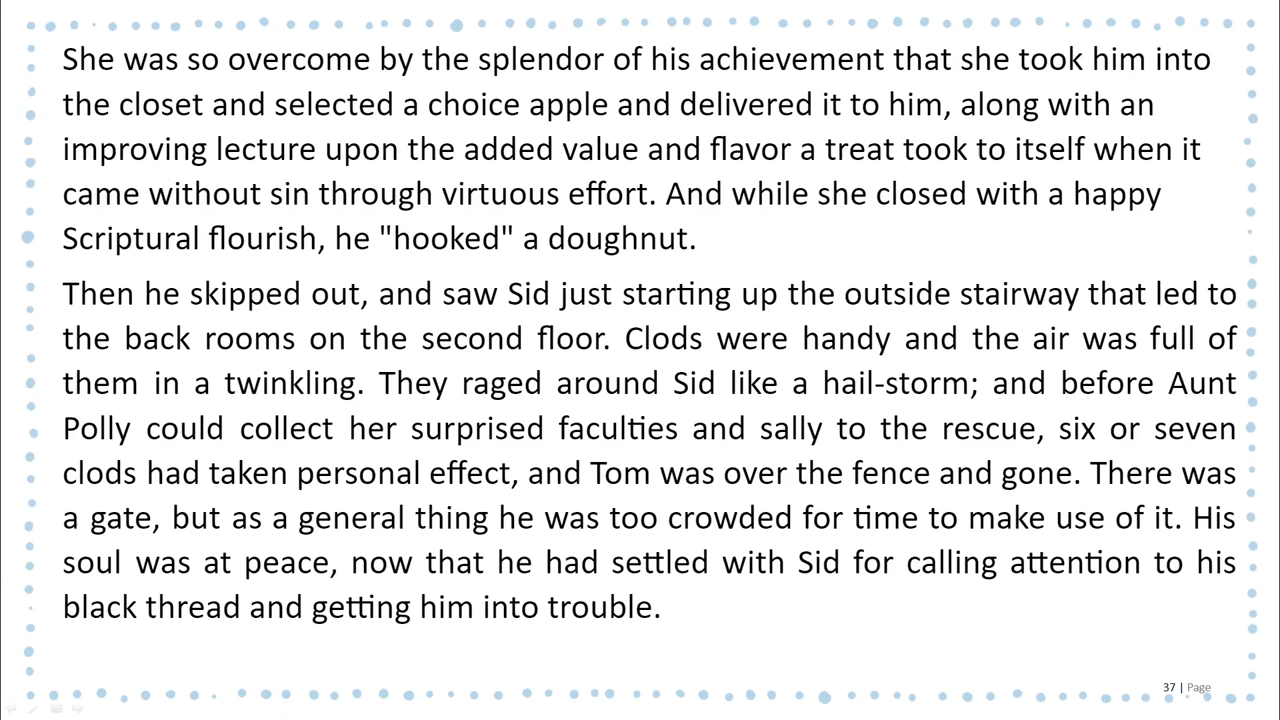 She was so overcome by the splendor of his achievement that she took him into
the closet and selected a choice apple and delivered it to him, along with an
improving lecture upon the added value and flavor a treat took to itself when it
came without sin through virtuous effort. And while she closed with a happy
Scriptural flourish, he "hooked" a doughnut.
Then he skipped out, and saw Sid just starting up the outside stairway that led to
the back rooms on the second floor. Clods were handy and the air was full of
them in a twinkling. They raged around Sid like a hail-storm; and before Aunt
Polly could collect her surprised faculties and sally to the rescue, six or seven
clods had taken personal effect, and Tom was over the fence and gone. There was
a gate, but as a general thing he was too crowded for time to make use of it. His
soul was at peace, now that he had settled with Sid for calling attention to his
black thread and getting him into trouble.
37 | Page